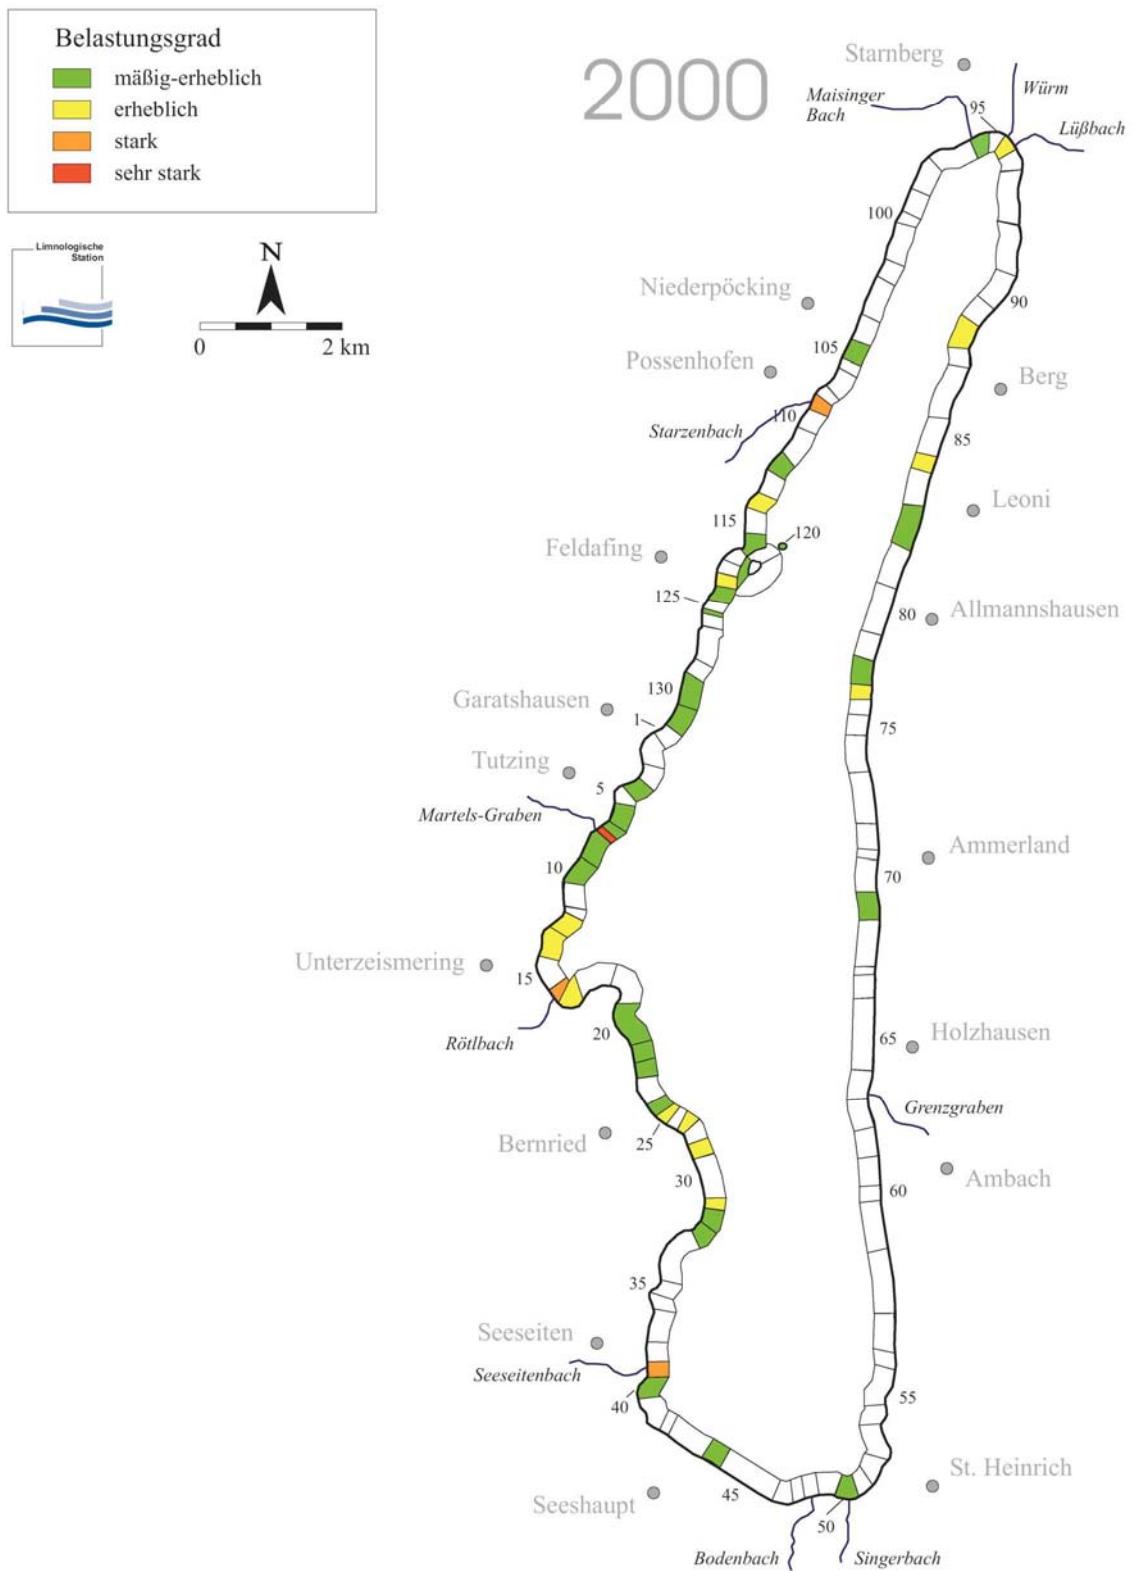 Belastungsgrad
mäßig-erheblich
erheblich
stark
sehr stark
Limnologische
Station
N
0 2 km
2000
Starnberg
Maisinger
Bach
95
Würm
Lüßbach
100
Niederpöcking
90
105
Possenhofen
Berg
110
Starzenbach
85
Leoni
115
120
Feldafing
125
80
Allmannshausen
130
Garatshausen
1
75
Tutzing
5
Martels-Graben
Ammerland
10
70
Unterzeismering
15
20
65
Holzhausen
Rötlbach
Grenzgraben
25
Bernried
30
60
Ambach
35
Seeseiten
Seeseitenbach
40
55
St. Heinrich
45
Seeshaupt
50
Bodenbach
Singerbach